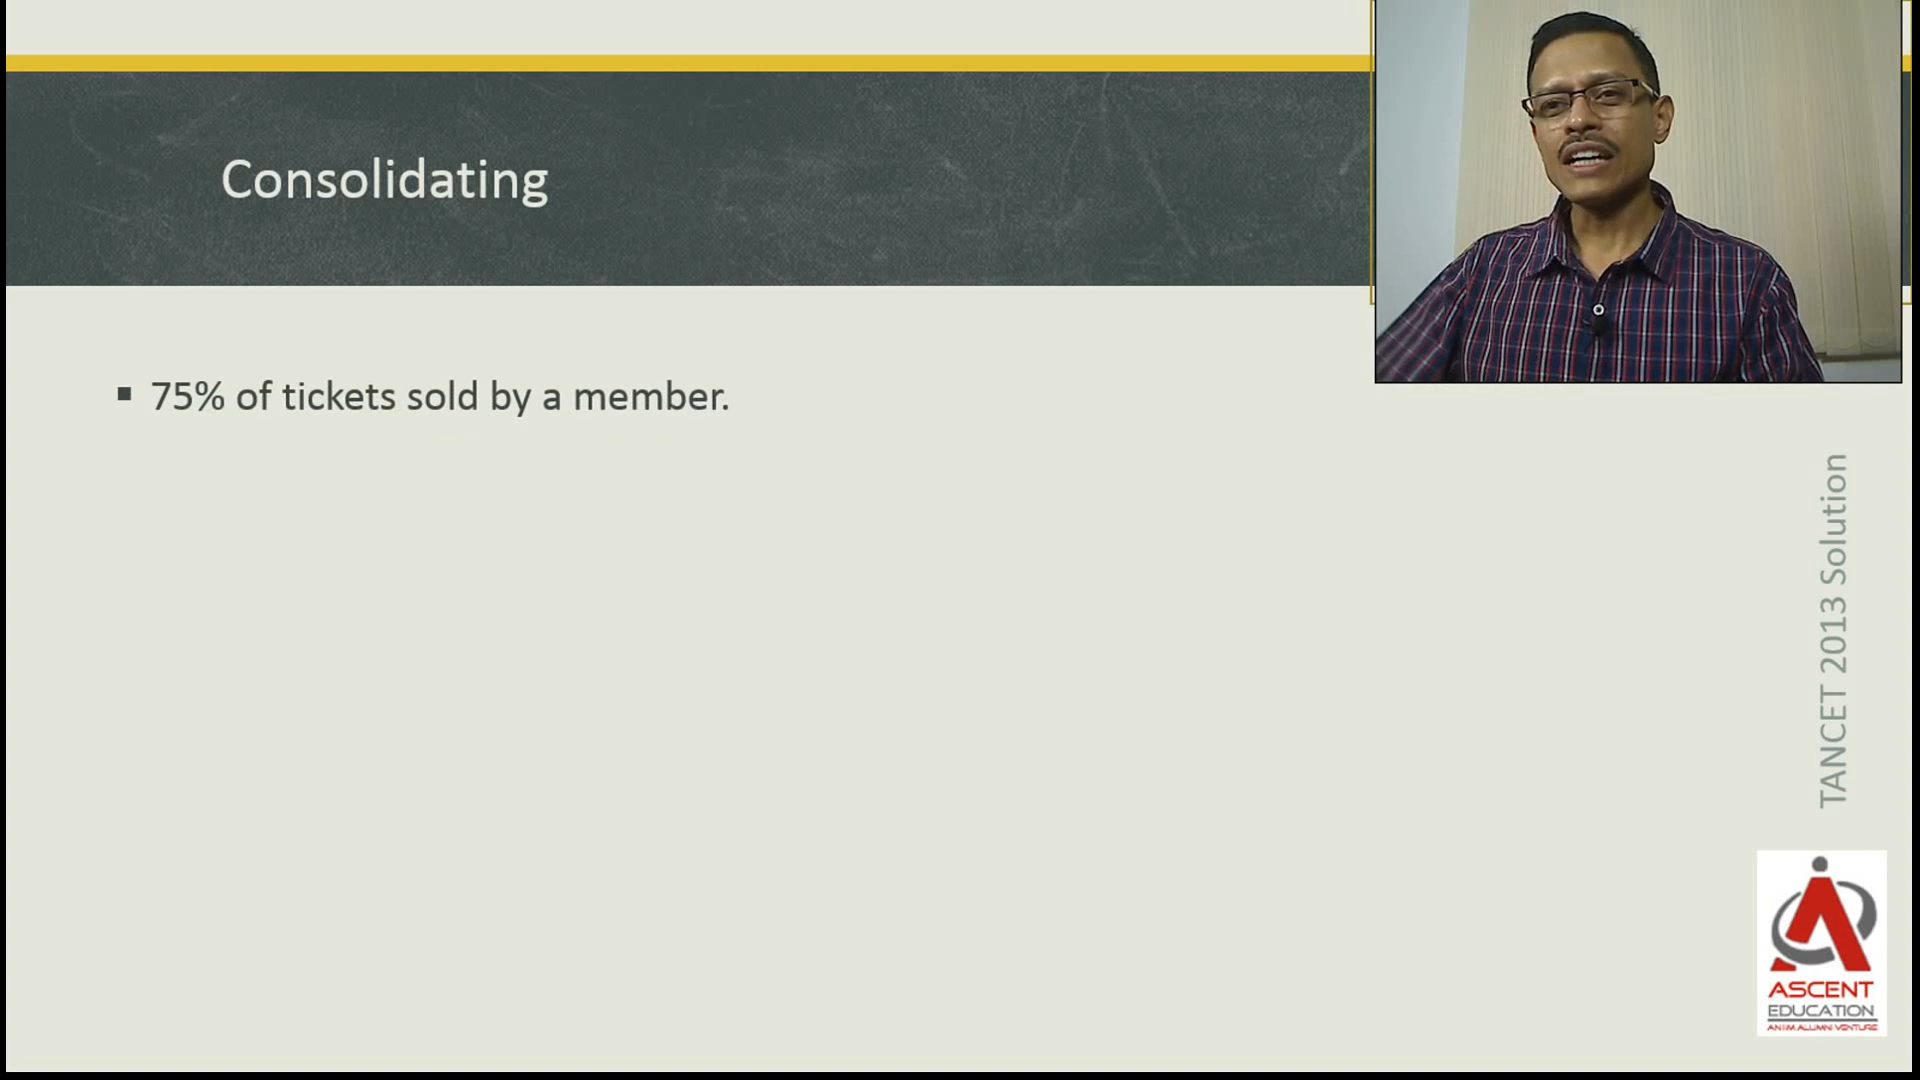 Consolidating
75% of tickets sold by a member.
TANCET 2013 Solution
ASCENT
EDUCATION
AN IIM ALUMNI VENTURE